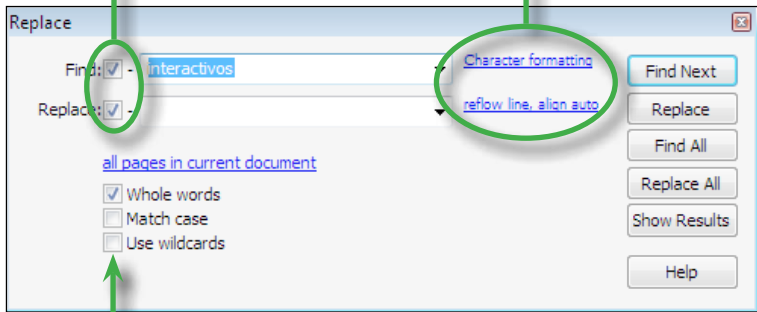 Replace
Find: - interactivos
Character formatting
Find Next
Replace: -
reflow line, align auto
Replace
Find All
all pages in current document
Replace All
Whole words
Match case
Show Results
Use wildcards
Help